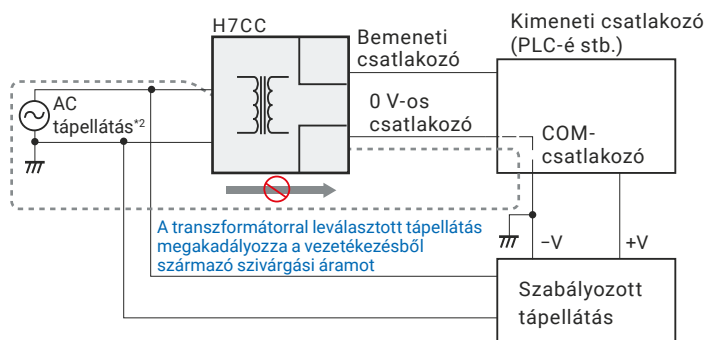 H7CC
Kimeneti csatlakozó
(PLC-é stb.)
Bemeneti
csatlakozó
AC
tápellátás*2
0 V-os
csatlakozó
COM-
csatlakozó
A transzformátorral leválasztott tápellátás
megakadályozza a vezetékezésből
származó szivárgási áramot
−V
+V
Szabályozott
tápellátás